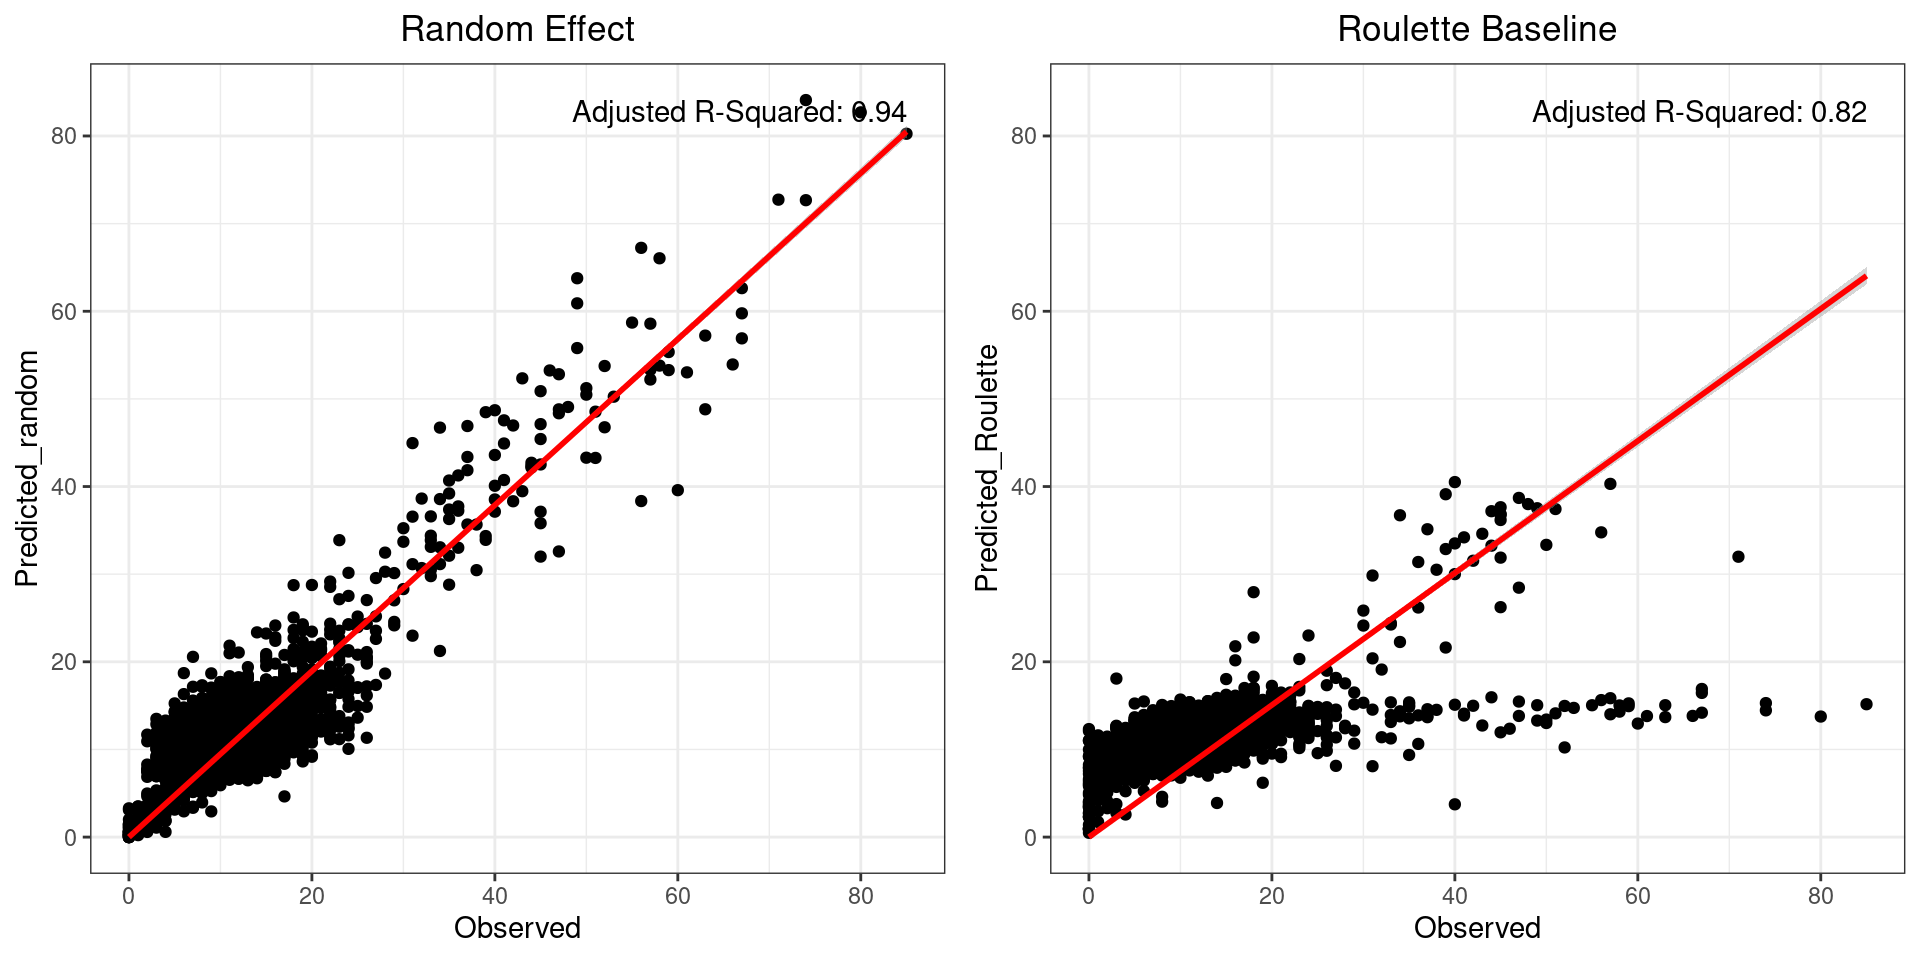 Random Effect
Adjusted R-Squared: 0.94
80
60
40
20
0
Predicted_random
0 20 40 60 80
Observed
Roulette Baseline
Adjusted R-Squared: 0.82
80
60
40
20
0
Predicted_Roulette
0 20 40 60 80
Observed